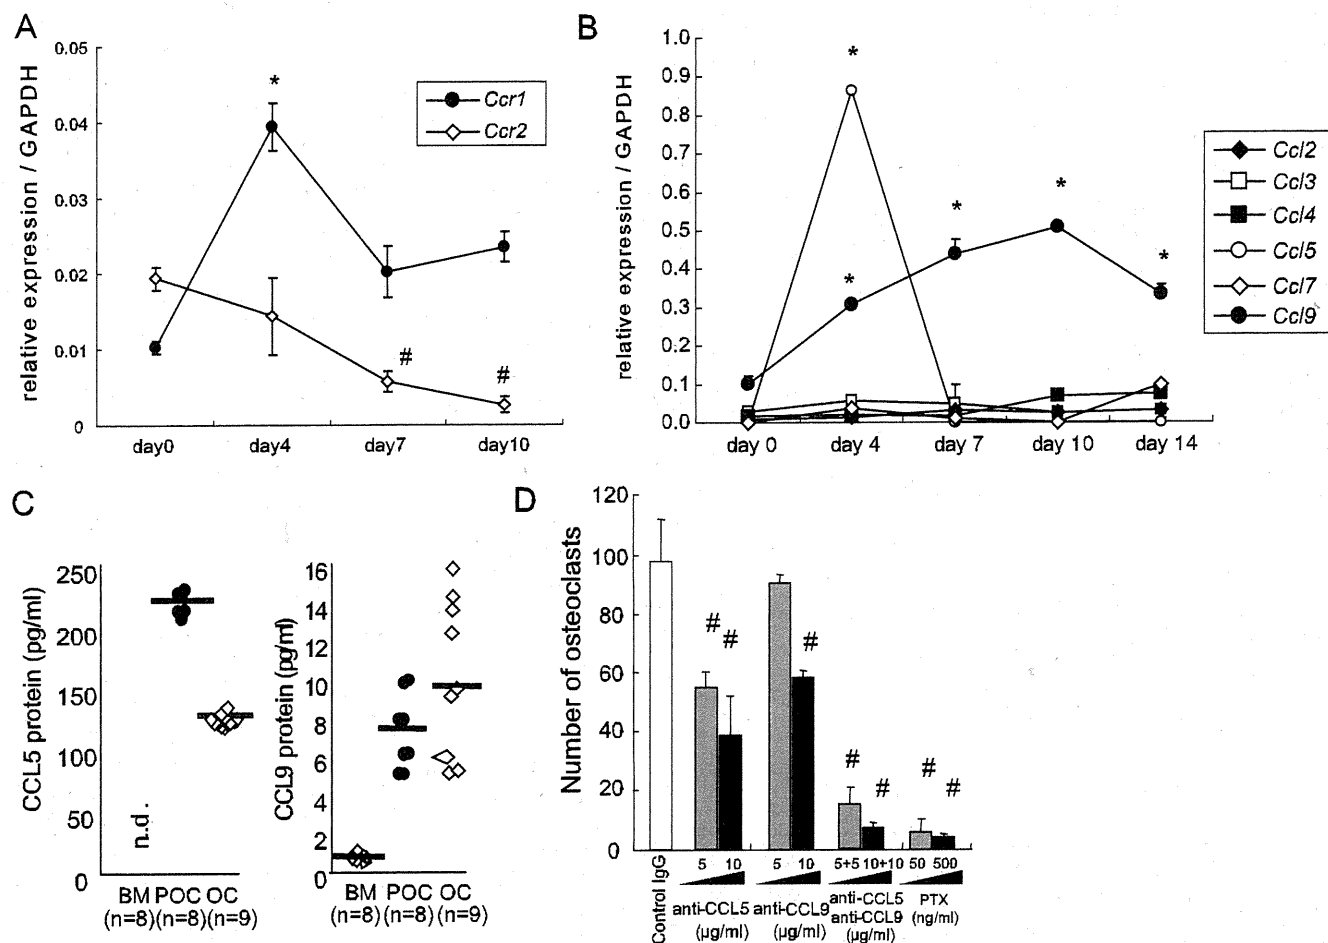 A
relative expression / GAPDH
0.05
0.04
0.03
0.02
0.01
0
*
#
#
day0 day4 day7 day10
Ccr1
Ccr2
B
relative expression / GAPDH
1.0
0.9
0.8
0.7
0.6
0.5
0.4
0.3
0.2
0.1
0.0
*
*
*
*
*
day 0 day 4 day 7 day 10 day 14
Ccl2
Ccl3
Ccl4
Ccl5
Ccl7
Ccl9
C
CCL5 protein (pg/ml)
250
200
150
100
50
0
n.d.
BM POC OC
(n=8)(n=8)(n=9)
CCL9 protein (pg/ml)
16
14
12
10
8
6
4
2
0
BM POC OC
(n=8) (n=8) (n=9)
D
Number of osteoclasts
120
100
80
60
40
20
0
# #
#
# #
# #
Control IgG
5 10 5 10 5+5 10+10 50 500
anti-CCL5
(μg/ml)
anti-CCL9
(μg/ml)
anti-CCL5
anti-CCL9
(μg/ml)
PTX
(ng/ml)